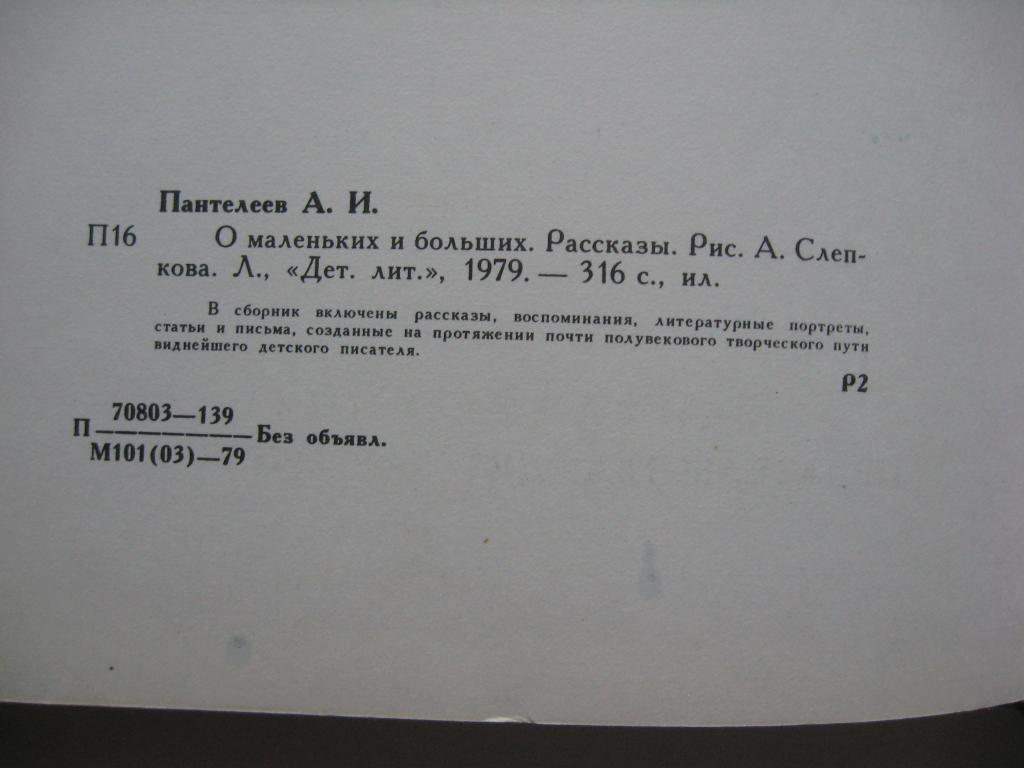 Пантелеев А. И.
П16 О маленьких и больших. Рассказы. Рис. А. Слеп-
кова. Л., «Дет. лит.», 1979. — 316 с., ил.
В сборник включены рассказы, воспоминания, литературные портреты,
статьи и письма, созданные на протяжении почти полувекового творческого пути
виднейшего детского писателя.
Р2
70803—139
П ——————— Без объявл.
М101(03)—79